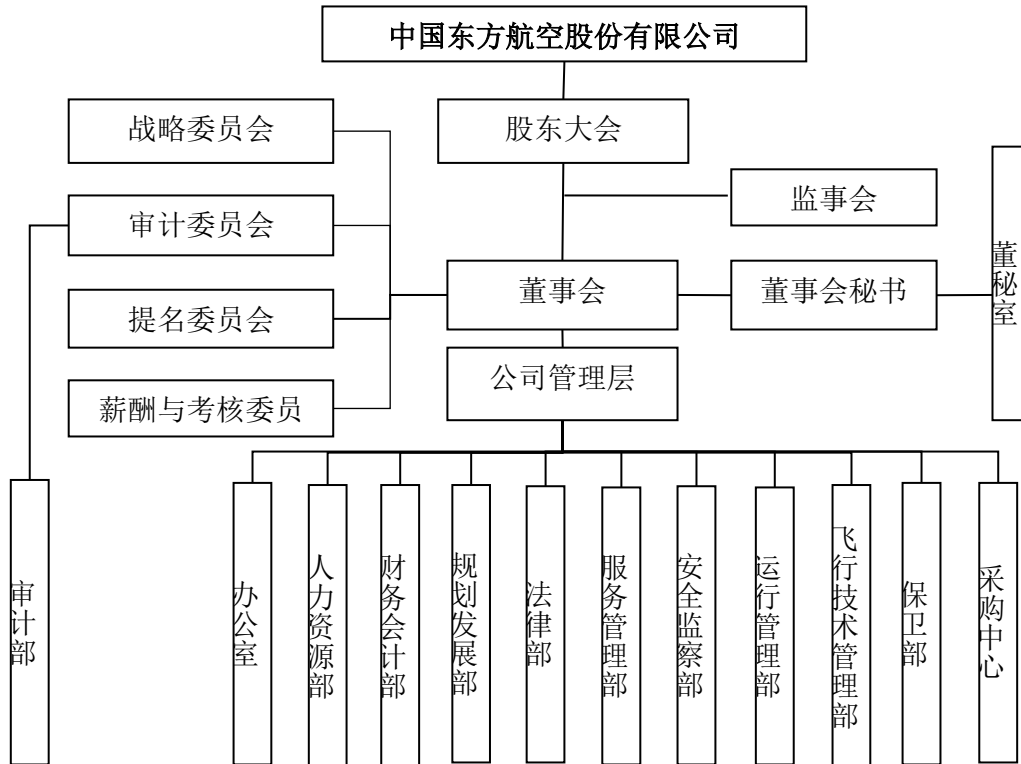 中国东方航空股份有限公司
战略委员会
股东大会
审计委员会
监事会
董秘室
提名委员会
董事会
董事会秘书
薪酬与考核委员
公司管理层
审计部
办公室
人力资源部
财务会计部
规划发展部
法律部
服务管理部
安全监察部
运行管理部
飞行技术管理部
保卫部
采购中心